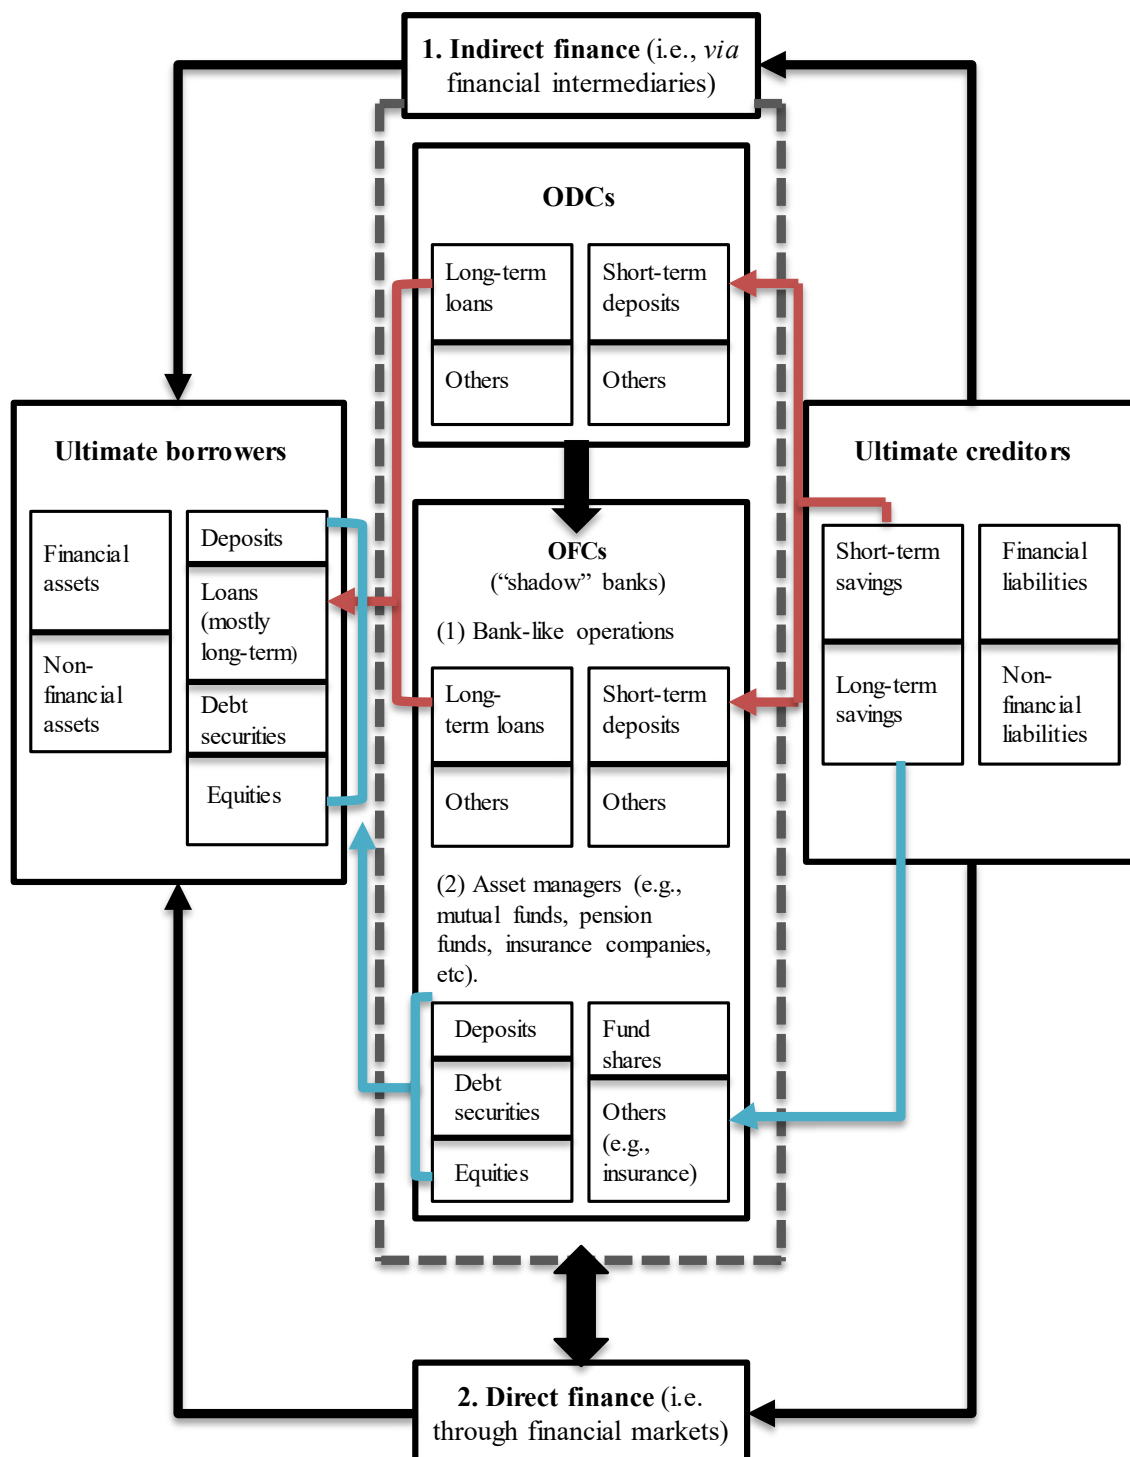 1. Indirect finance (i.e., via
financial intermediaries)
ODCs
Long-term
loans
Short-term
deposits
Others
Others
Ultimate borrowers
Financial
assets
Non-
financial
assets
Deposits
Loans
(mostly
long-term)
Debt
securities
Equities
OFCs
(“shadow” banks)
(1) Bank-like operations
Long-
term loans
Short-term
deposits
Others
Others
(2) Asset managers (e.g.,
mutual funds, pension
funds, insurance companies,
etc).
Deposits
Debt
securities
Equities
Fund
shares
Others
(e.g.,
insurance)
Ultimate creditors
Short-term
savings
Long-term
savings
Financial
liabilities
Non-
financial
liabilities
2. Direct finance (i.e.
through financial markets)